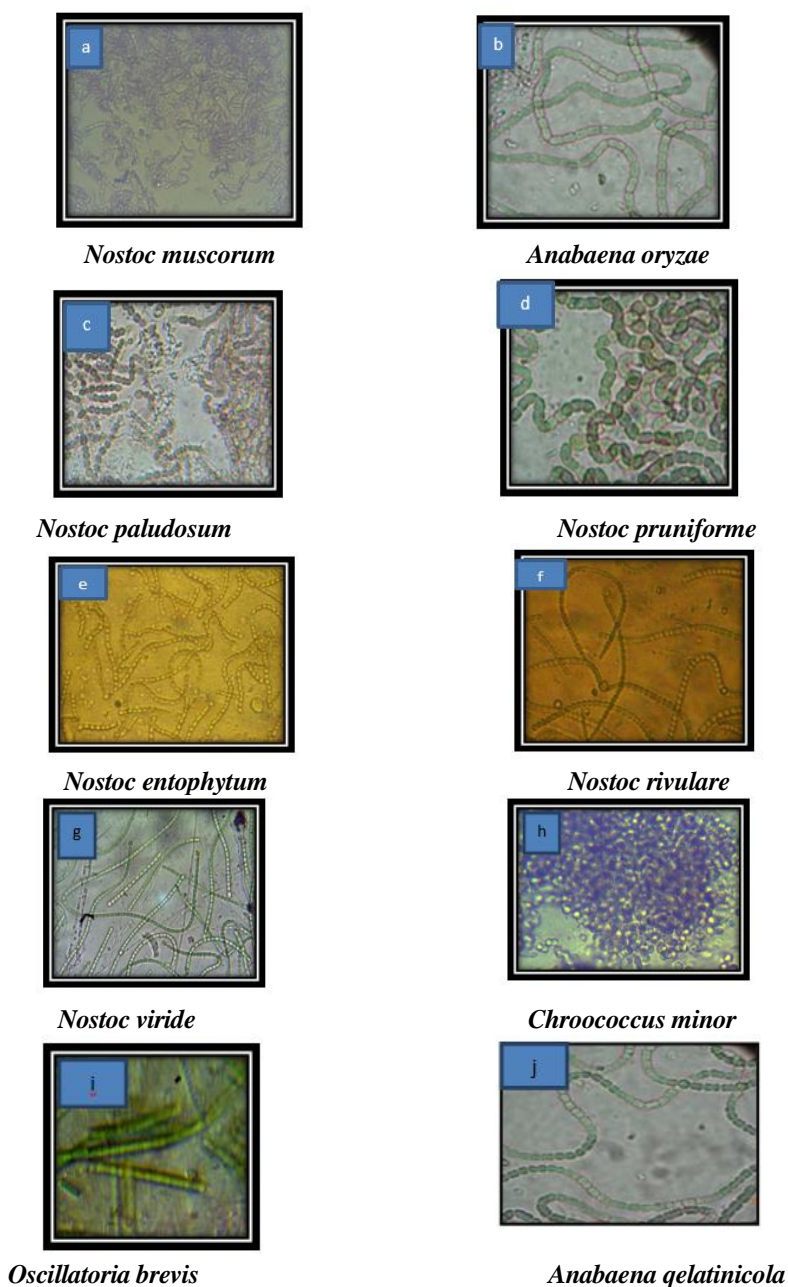 a b
Nostoc muscorum Anabaena oryzae
c d
Nostoc paludosum Nostoc pruniforme
e f
Nostoc entophytum Nostoc rivulare
g h
Nostoc viride Chroococcus minor
i j
Oscillatoria brevis Anabaena gelatinicola